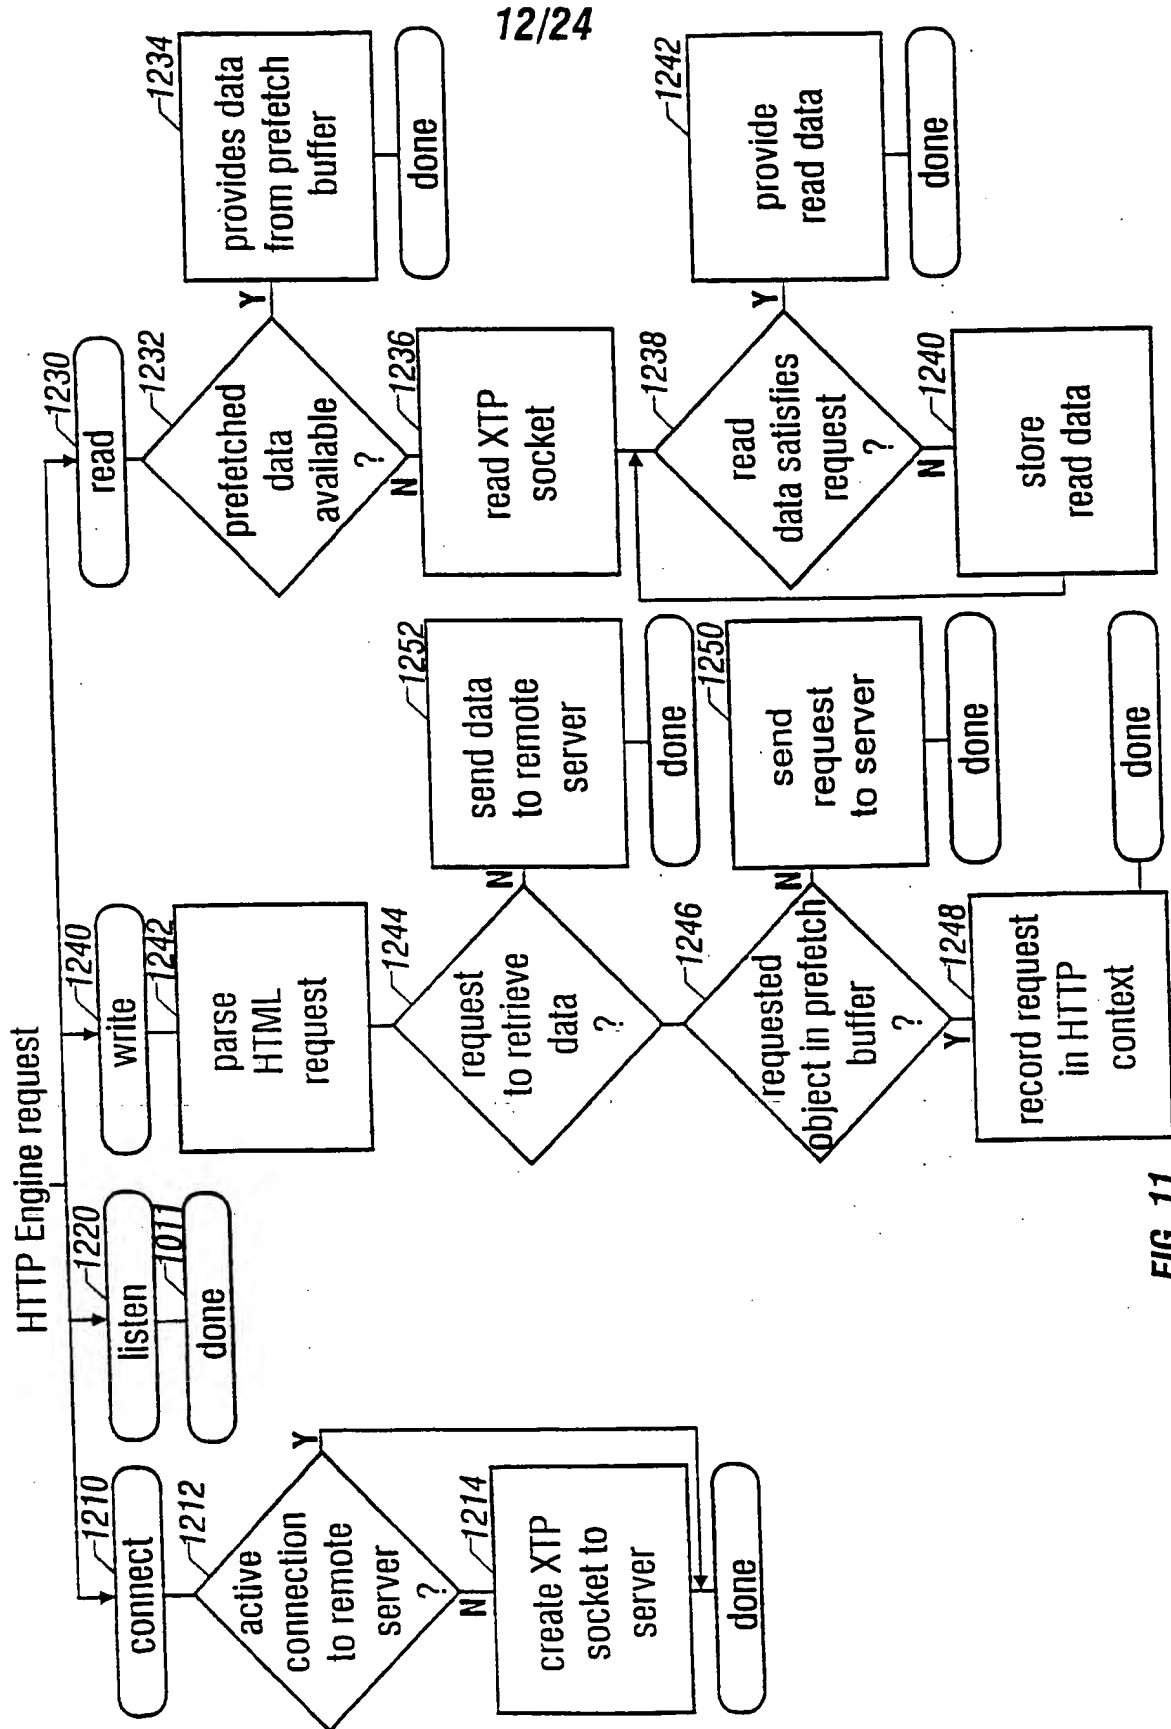 12/24
HTTP Engine request
1210
connect
1212
active
connection
to remote
server
?
Y
N
1214
create XTP
socket to
server
done
1220
listen
1011
done
1240
write
1242
parse
HTML
request
1244
request
to retrieve
data
?
N
1252
send data
to remote
server
done
1246
requested
object in prefetch
buffer
?
N
1250
send
request
to server
done
Y
1248
record request
in HTTP
context
done
1230
read
1232
prefetched
data
available
?
Y
1234
provides data
from prefetch
buffer
done
N
1236
read XTP
socket
1238
read
data satisfies
request
?
Y
1242
provide
read data
done
N
1240
store
read data
FIG. 11